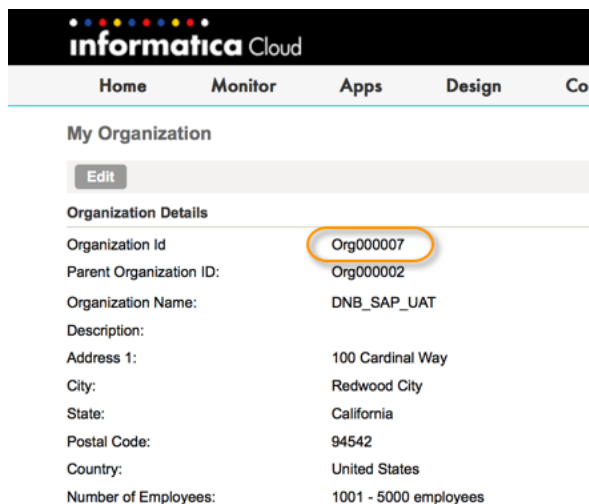 informatica Cloud
Home Monitor Apps Design Co
My Organization
Edit
Organization Details
Organization Id Org000007
Parent Organization ID: Org000002
Organization Name: DNB_SAP_UAT
Description:
Address 1: 100 Cardinal Way
City: Redwood City
State: California
Postal Code: 94542
Country: United States
Number of Employees: 1001 - 5000 employees